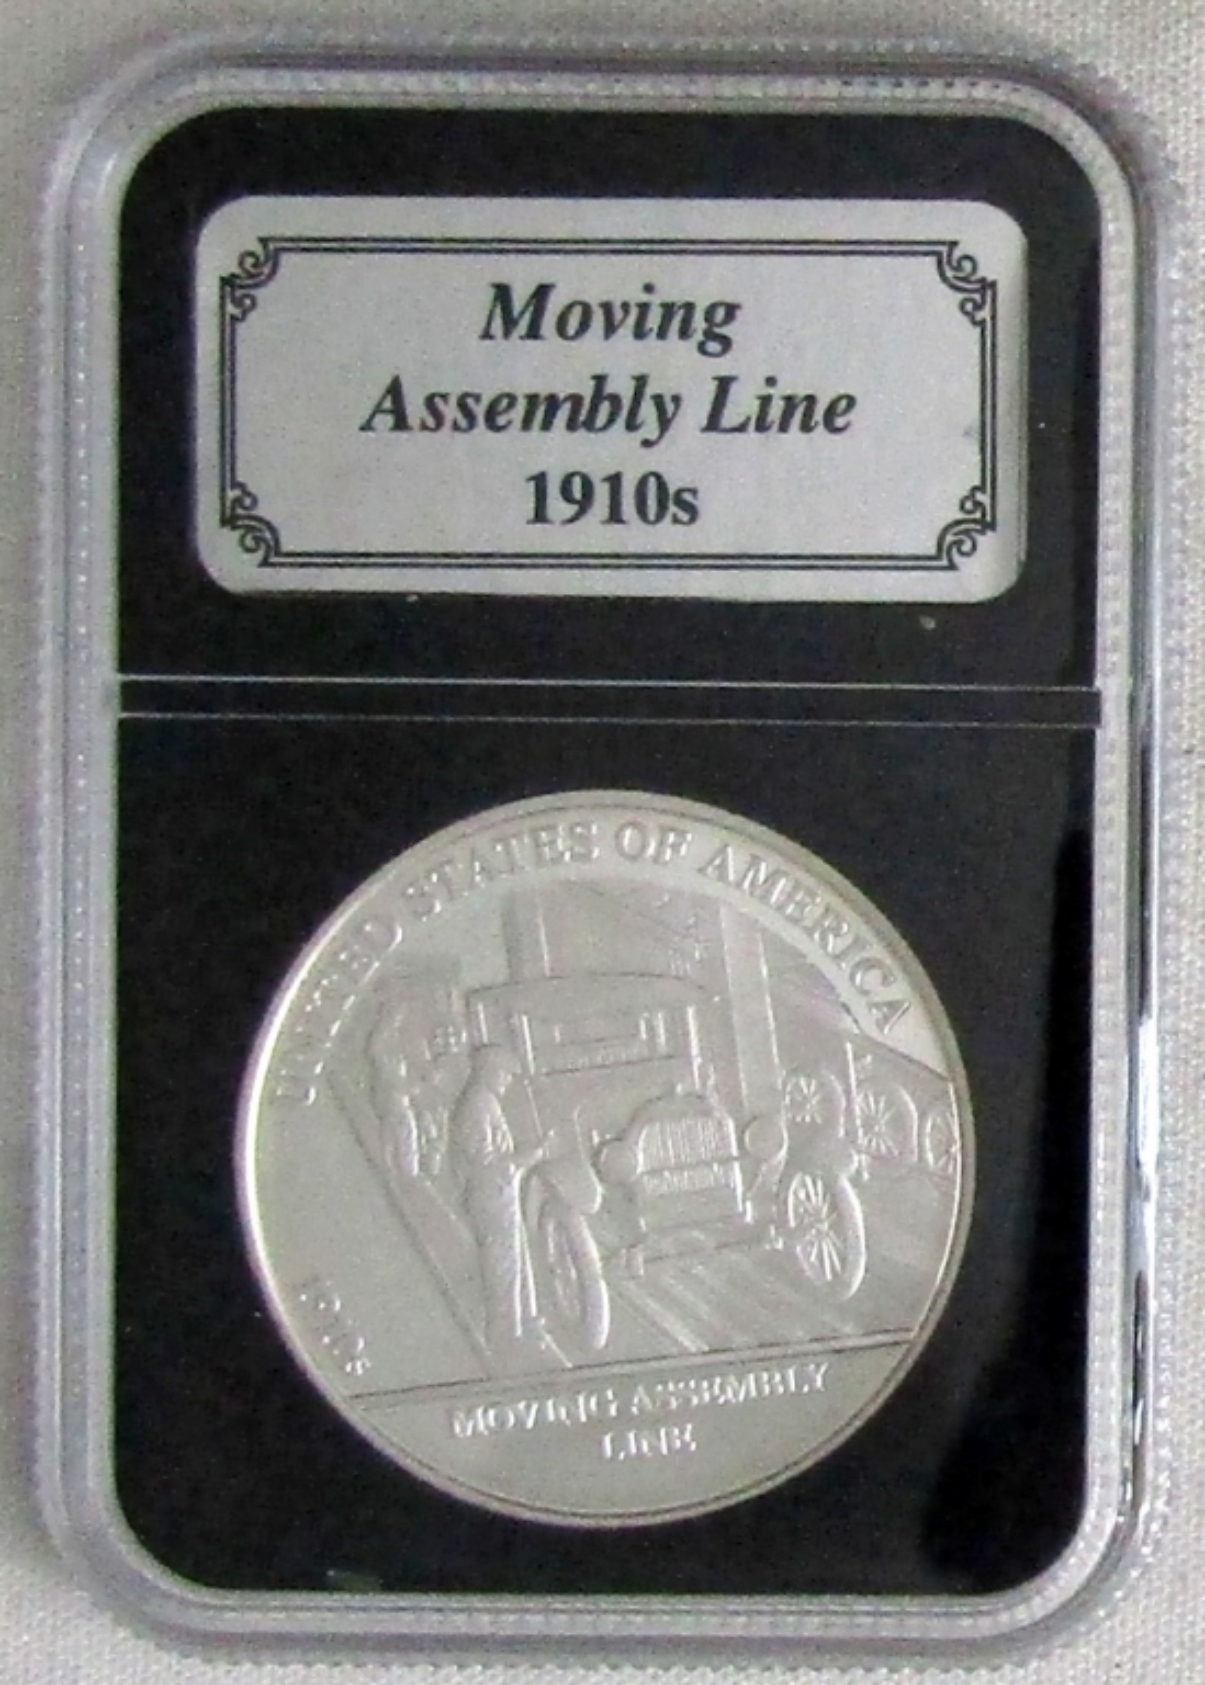 Moving
Assembly Line
1910s
UNITED STATES OF AMERICA
1910s
MOVING ASSEMBLY
LINE